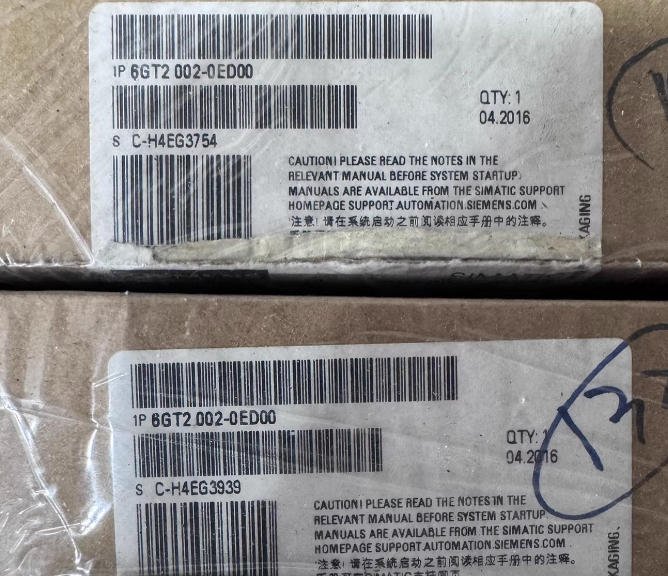 1P 6GT2 002-0ED00
QTY: 1
04.2016
S C-H4EG3754
CAUTION! PLEASE READ THE NOTES IN THE
RELEVANT MANUAL BEFORE SYSTEM STARTUP.
MANUALS ARE AVAILABLE FROM THE SIMATIC SUPPORT
HOMEPAGE SUPPORT.AUTOMATION.SIEMENS.COM
注意! 请在系统启动之前阅读相应手册中的注释。
KAGING
1P 6GT2 002-0ED00
QTY: 1
04.2016
S C-H4EG3939
CAUTION! PLEASE READ THE NOTES IN THE
RELEVANT MANUAL BEFORE SYSTEM STARTUP.
MANUALS ARE AVAILABLE FROM THE SIMATIC SUPPORT
HOMEPAGE SUPPORT.AUTOMATION.SIEMENS.COM.
注意! 请在系统启动之前阅读相应手册中的注释。
AGING.